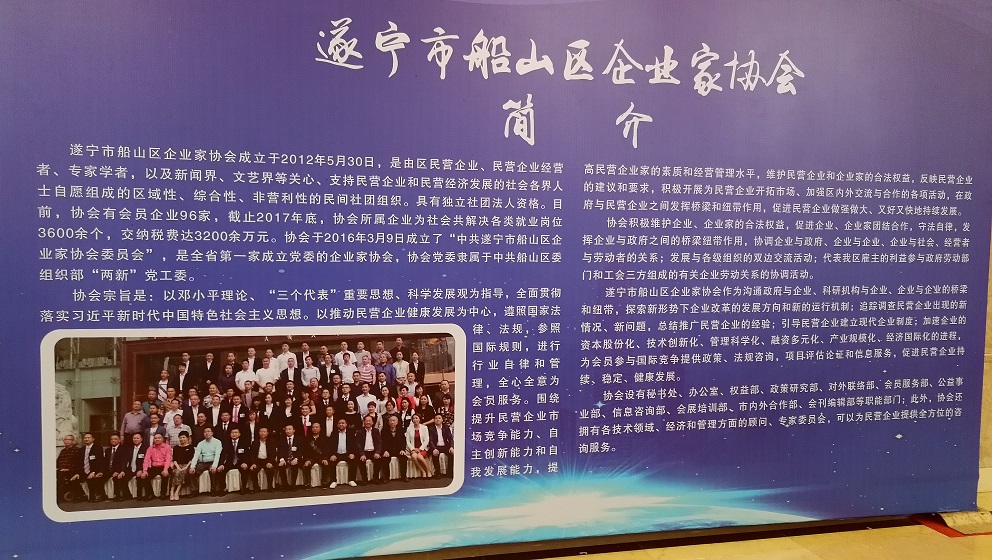 遂宁市船山区企业家协会
简 介
遂宁市船山区企业家协会成立于2012年5月30日，是由区民营企业、民营企业经营
者、专家学者，以及新闻界、文艺界等关心、支持民营企业和民营经济发展的社会各界人
士自愿组成的区域性、综合性、非营利性的民间社团组织。具有独立社团法人资格。目
前，协会有会员企业96家，截止2017年底，协会所属企业为社会共解决各类就业岗位
3600余个，交纳税费达3200余万元。协会于2016年3月9日成立了“中共遂宁市船山区企
业家协会委员会”，是全省第一家成立党委的企业家协会，协会党委隶属于中共船山区委
组织部“两新”党工委。
协会宗旨是：以邓小平理论、“三个代表”重要思想、科学发展观为指导，全面贯彻
落实习近平新时代中国特色社会主义思想。以推动民营企业健康发展为中心，遵照国家法
律、法规，参照
国际规则，进行
行业自律和管
理，全心全意为
会员服务。围绕
提升民营企业市
场竞争能力、自
主创新能力和自
我发展能力，提
高民营企业家的素质和经营管理水平，维护民营企业和企业家的合法权益，反映民营企业
的建议和要求，积极开展为民营企业开拓市场、加强区内外交流与合作的各项活动，在政
府与民营企业之间发挥桥梁和纽带作用，促进民营企业做强做大、又好又快地持续发展。
协会积极维护企业、企业家的合法权益，促进企业、企业家团结合作，守法自律，发
挥企业与政府之间的桥梁纽带作用，协调企业与政府、企业与企业、企业与社会、经营者
与劳动者的关系；发展与各级组织的双边交流活动；代表我区雇主的利益参与政府劳动部
门和工会三方组成的有关企业劳动关系的协调活动。
遂宁市船山区企业家协会作为沟通政府与企业、科研机构与企业、企业与企业的桥梁
和纽带，探索新形势下企业改革的发展方向和新的运行机制；追踪调查民营企业出现的新
情况、新问题，总结推广民营企业的经验；引导民营企业建立现代企业制度；加速企业的
资本股份化、技术创新化、管理科学化、融资多元化、产业规模化、经济国际化的进程，
为会员参与国际竞争提供政策、法规咨询，项目评估论证和信息服务，促进民营企业持
续、稳定、健康发展。
协会设有秘书处、办公室、权益部、政策研究部、对外联络部、会员服务部、公益事
业部、信息咨询部、会展培训部、市内外合作部、会刊编辑部等职能部门；此外，协会还
拥有各技术领域、经济和管理方面的顾问、专家委员会，可以为民营企业提供全方位的咨
询服务。